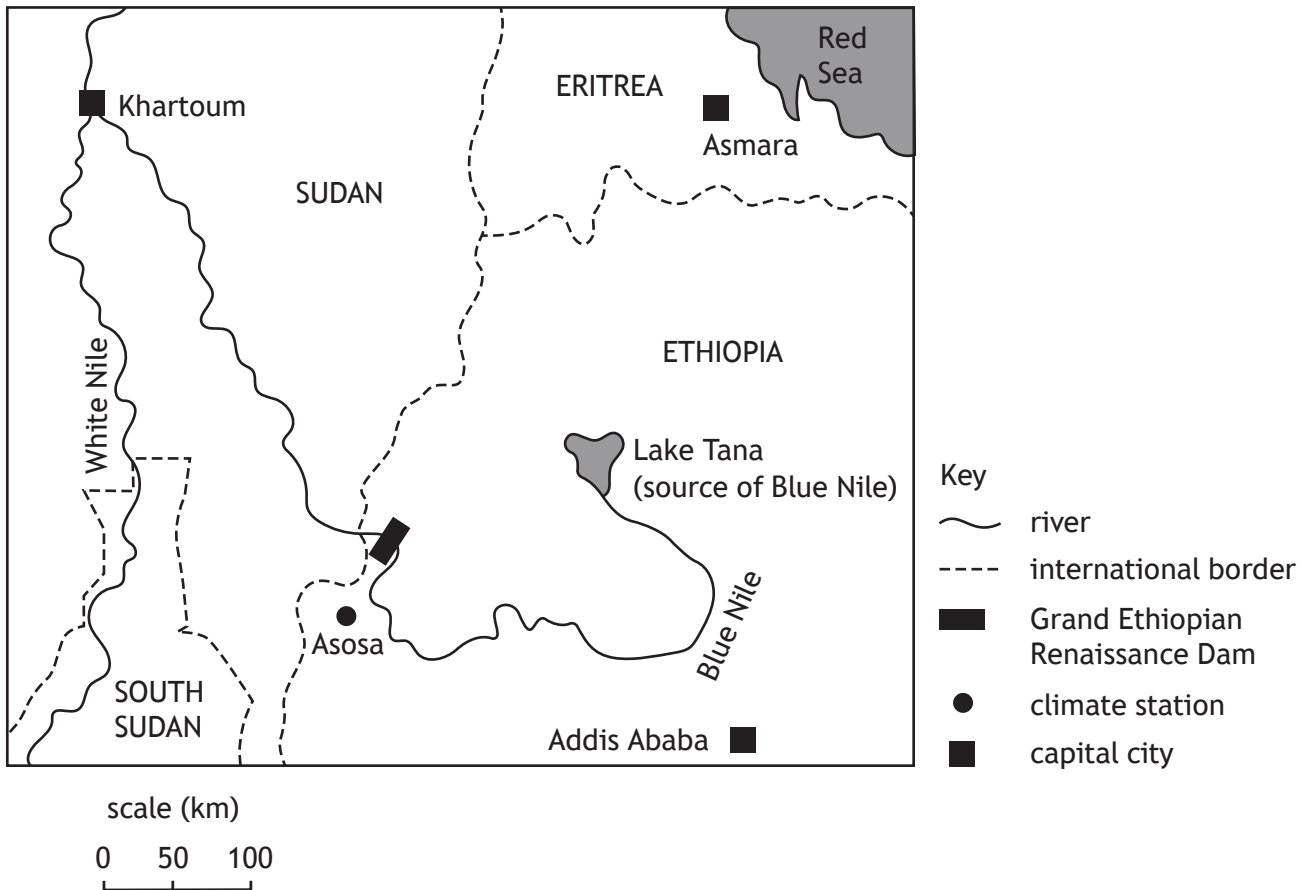 Red
Sea
ERITREA
Khartoum
Asmara
SUDAN
ETHIOPIA
White Nile
Lake Tana
(source of Blue Nile)
Blue Nile
Asosa
SOUTH
SUDAN
Addis Ababa
Key
river
international border
Grand Ethiopian
Renaissance Dam
climate station
capital city
scale (km)
0 50 100